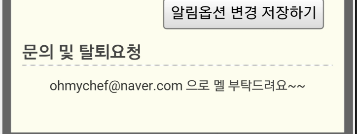 알림옵션 변경 저장하기
문의 및 탈퇴요청
ohmychef@naver.com 으로 멜 부탁드려요~~